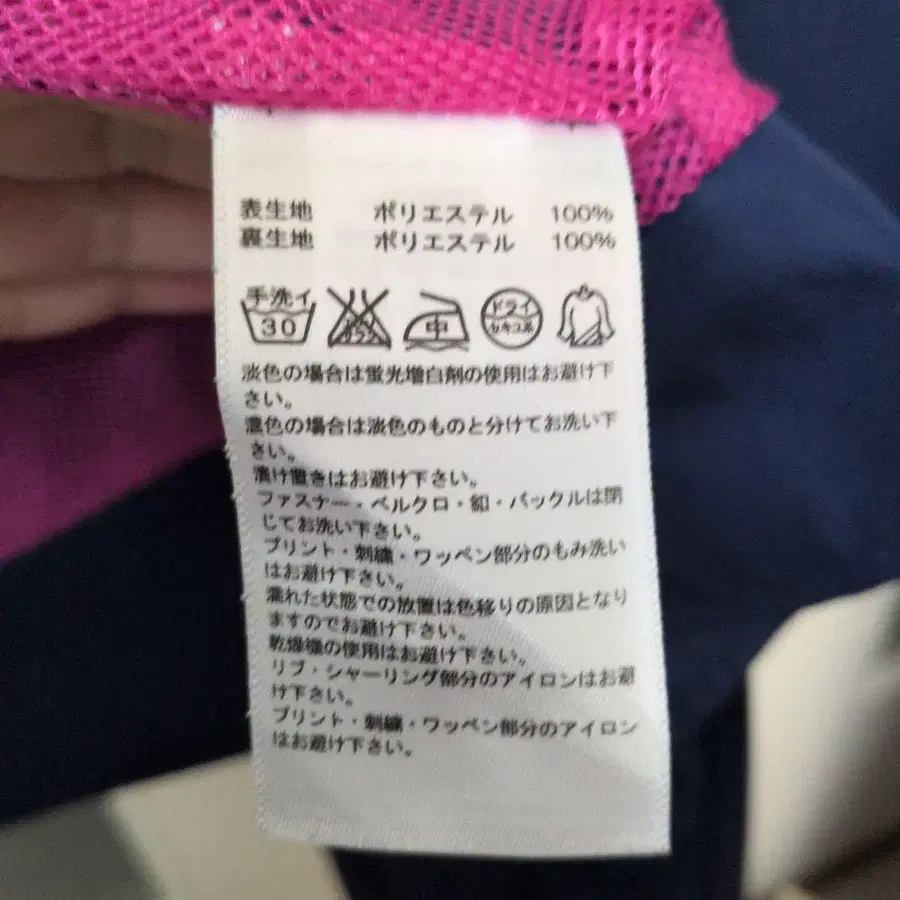 表生地 ポリエステル 100%
裏生地 ポリエステル 100%
手洗イ 30 エンソサラシ 中 ドライ セキユ系
淡色の場合は蛍光増白剤の使用はお避け下
さい。
濃色の場合は淡色のものと分けてお洗い下
さい。
漬け置きはお避け下さい。
ファスナー・ベルクロ・釦・バックルは閉
じてお洗い下さい。
プリント・刺繍・ワッペン部分のもみ洗い
はお避け下さい。
濡れた状態での放置は色移りの原因となり
ますのでお避け下さい。
乾燥機の使用はお避け下さい。
リブ・シャーリング部分のアイロンはお避
け下さい。
プリント・刺繍・ワッペン部分のアイロン
はお避け下さい。